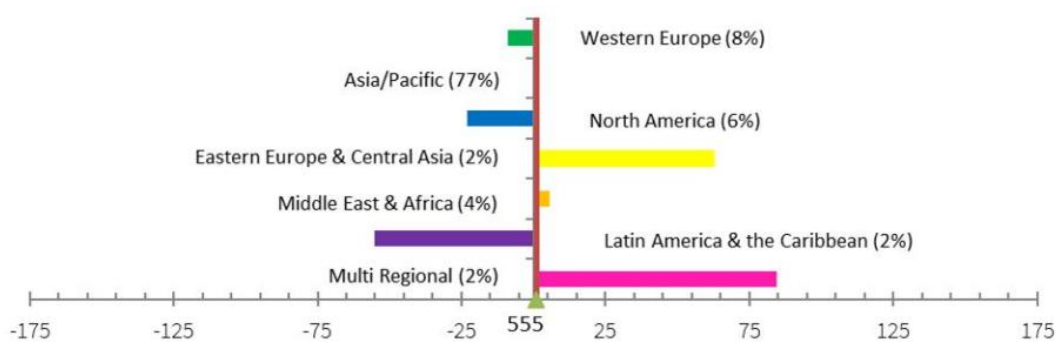 Western Europe (8%)
Asia/Pacific (77%)
North America (6%)
Eastern Europe & Central Asia (2%)
Middle East & Africa (4%)
Latin America & the Caribbean (2%)
Multi Regional (2%)
-175 -125 -75 -25 555 25 75 125 175